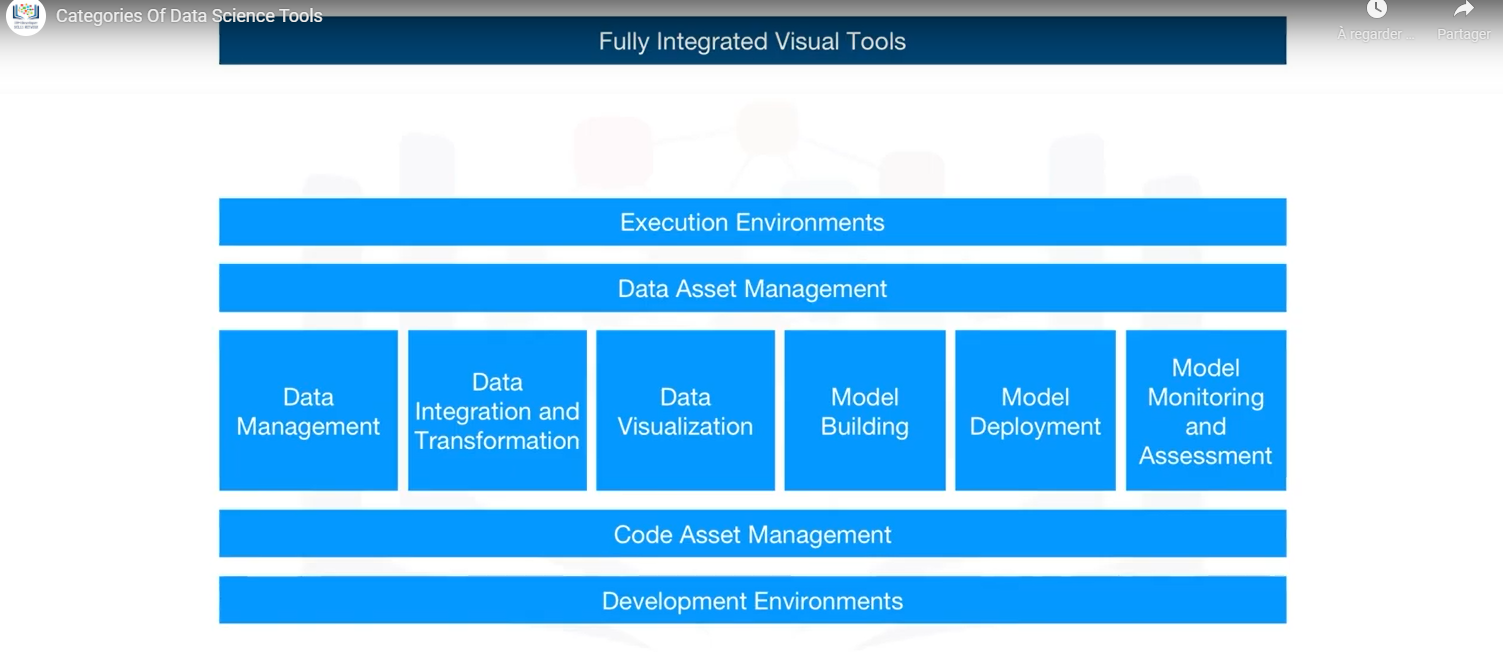 Categories Of Data Science Tools
À regarder ...
Partager
Fully Integrated Visual Tools
Execution Environments
Data Asset Management
Data
Management
Data
Integration and
Transformation
Data
Visualization
Model
Building
Model
Deployment
Model
Monitoring
and
Assessment
Code Asset Management
Development Environments